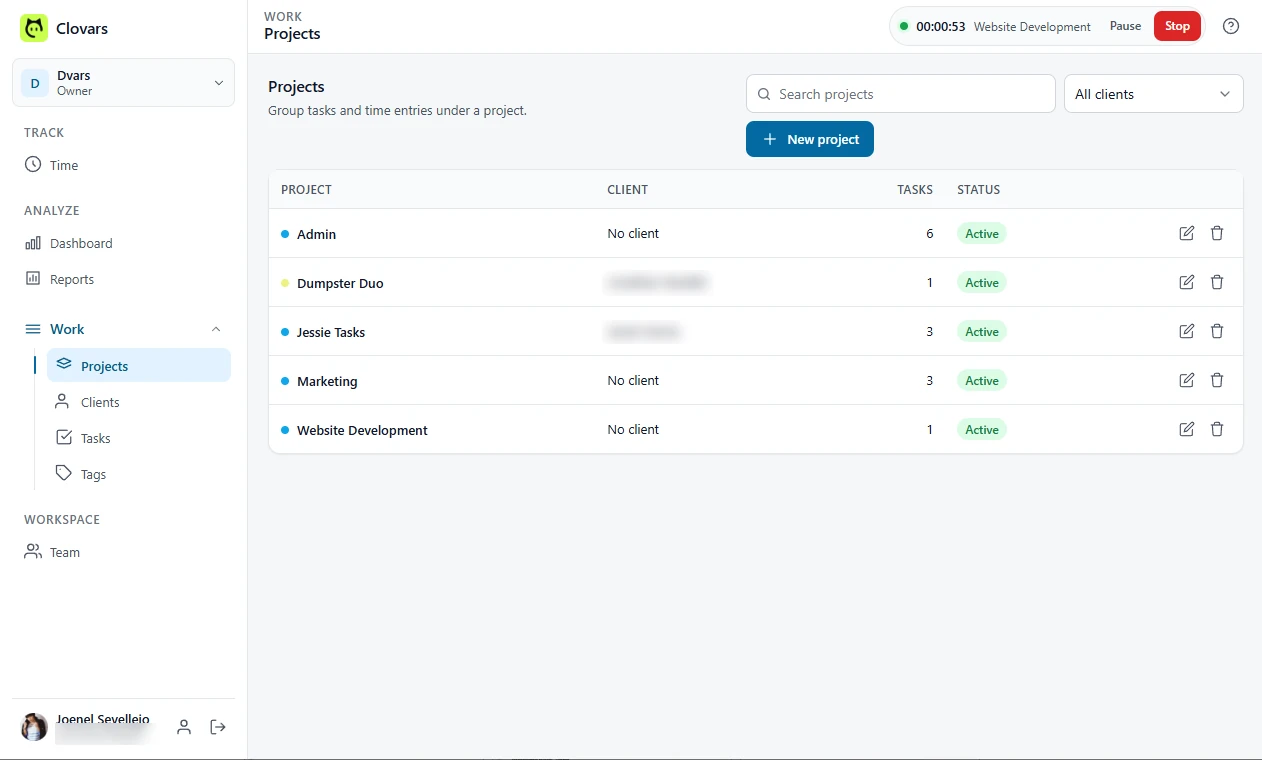 Clovars
D
Dvars
Owner
TRACK
Time
ANALYZE
Dashboard
Reports
Work
Projects
Clients
Tasks
Tags
WORKSPACE
Team
Joenel Sevellejo
WORK
Projects
00:00:53 Website Development Pause Stop
Projects
Group tasks and time entries under a project.
Search projects
All clients
New project
PROJECT CLIENT TASKS STATUS
Admin No client 6 Active
Dumpster Duo 1 Active
Jessie Tasks 3 Active
Marketing No client 3 Active
Website Development No client 1 Active